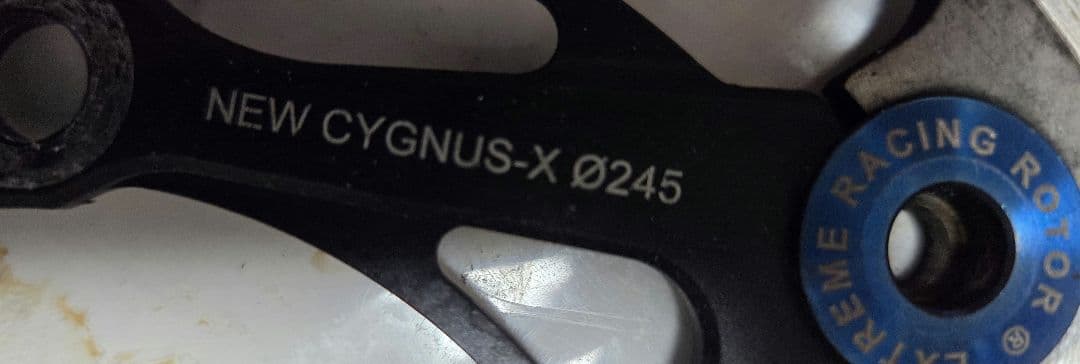 NEW CYGNUS-X Ø245
EXTREME RACING ROTOR ®